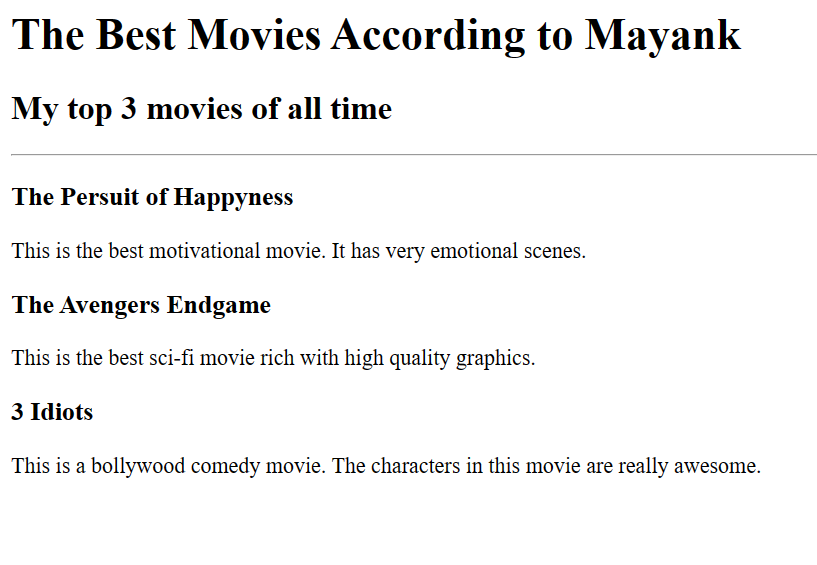 The Best Movies According to Mayank
My top 3 movies of all time
The Persuit of Happyness
This is the best motivational movie. It has very emotional scenes.
The Avengers Endgame
This is the best sci-fi movie rich with high quality graphics.
3 Idiots
This is a bollywood comedy movie. The characters in this movie are really awesome.